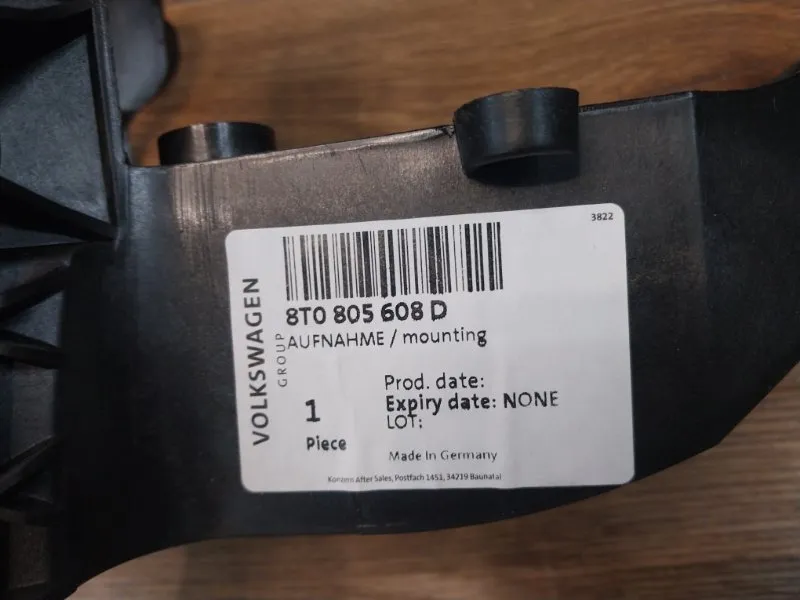 3822
VOLKSWAGEN
GROUP
8T0 805 608 D
AUFNAHME / mounting
1
Piece
Prod. date:
Expiry date: NONE
LOT:
Made In Germany
Konzern After Sales, Postfach 1451, 34219 Baunatal